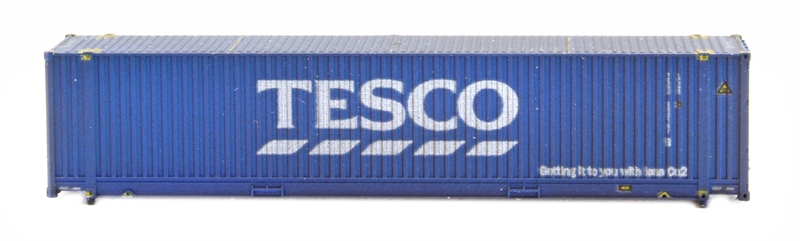 TESCO
Getting it to you with less Co2